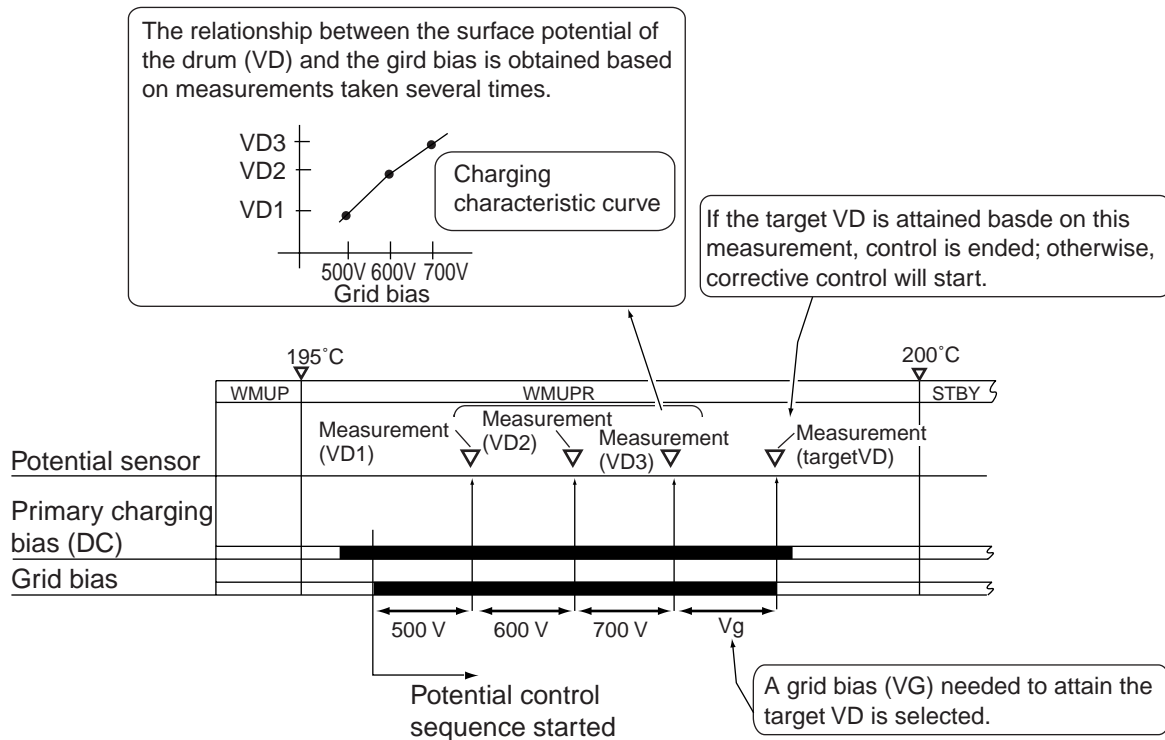 The relationship between the surface potential of
the drum (VD) and the gird bias is obtained based
on measurements taken several times.
VD3
VD2
VD1
Charging
characteristic curve
500V 600V 700V
Grid bias
If the target VD is attained basde on this
measurement, control is ended; otherwise,
corrective control will start.
195˚C
200˚C
WMUP
WMUPR
STBY
Measurement
(VD1)
Measurement
(VD2)
Measurement
(VD3)
Measurement
(targetVD)
Potential sensor
Primary charging
bias (DC)
Grid bias
500 V
600 V
700 V
Vg
Potential control
sequence started
A grid bias (VG) needed to attain the
target VD is selected.